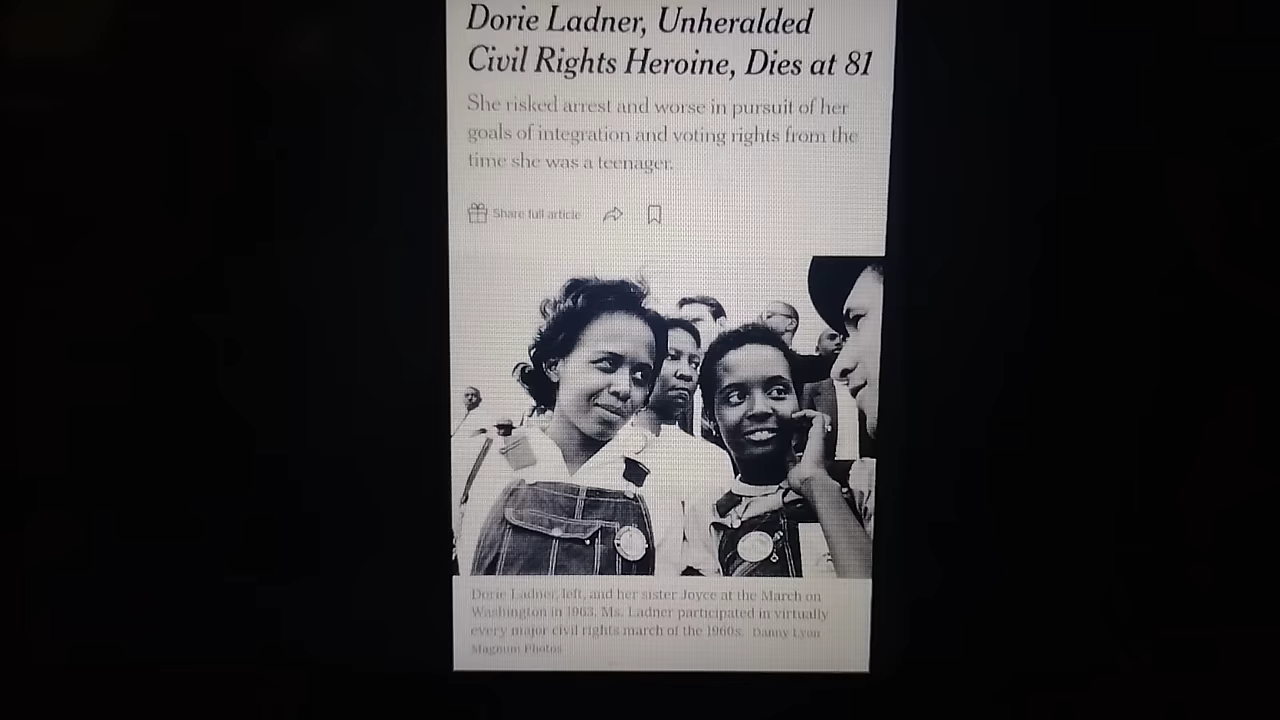 Dorie Ladner, Unheralded
Civil Rights Heroine, Dies at 81
She risked arrest and worse in pursuit of her
goals of integration and voting rights from the
time she was a teenager.
Share full article
Dorie Ladner, left, and her sister Joyce at the March on
Washington in 1963. Ms. Ladner participated in virtually
every major civil rights march of the 1960s. Danny Lyon
Magnum Photos